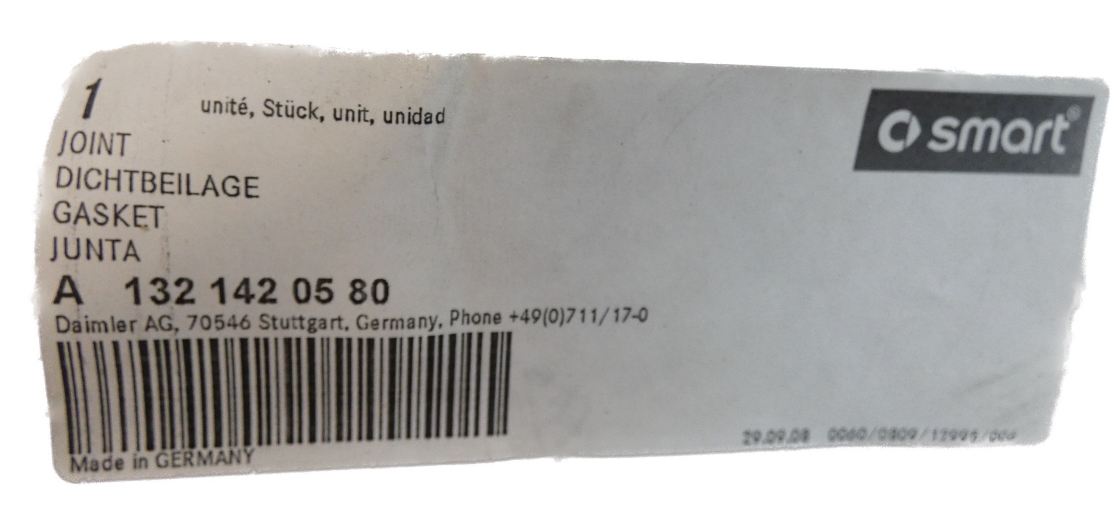 1 unité, Stück, unit, unidad
smart®
JOINT
DICHTBEILAGE
GASKET
JUNTA
A 132 142 05 80
Daimler AG, 70546 Stuttgart, Germany, Phone +49(0)711/17-0
29.09.08
Made in GERMANY